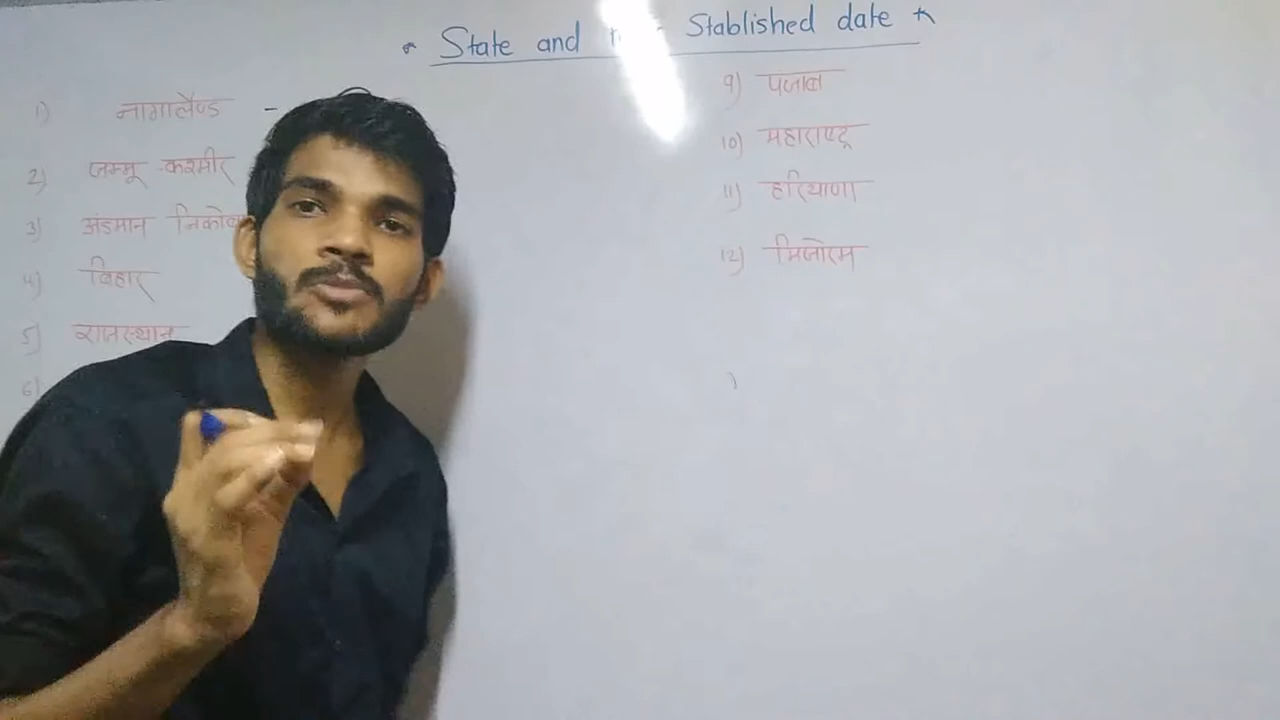 * State and Stablished date *
1) नागालैण्ड -
2) जम्मू-कश्मीर
3) अंडमान
4) बिहार
5) राजस्थान
6)
9) पंजाब
10) महाराष्ट्र
11) हरियाणा
12) मिजोरम
)